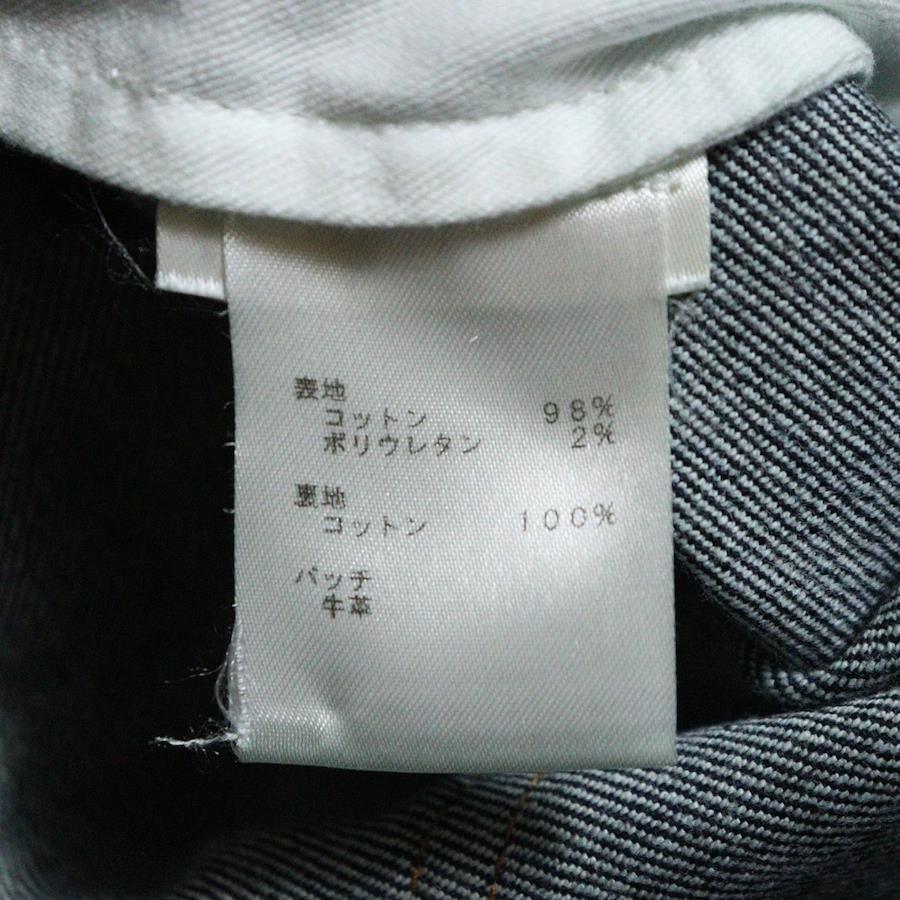 表地
コットン 98%
ポリウレタン 2%
裏地
コットン 100%
パッチ
牛革